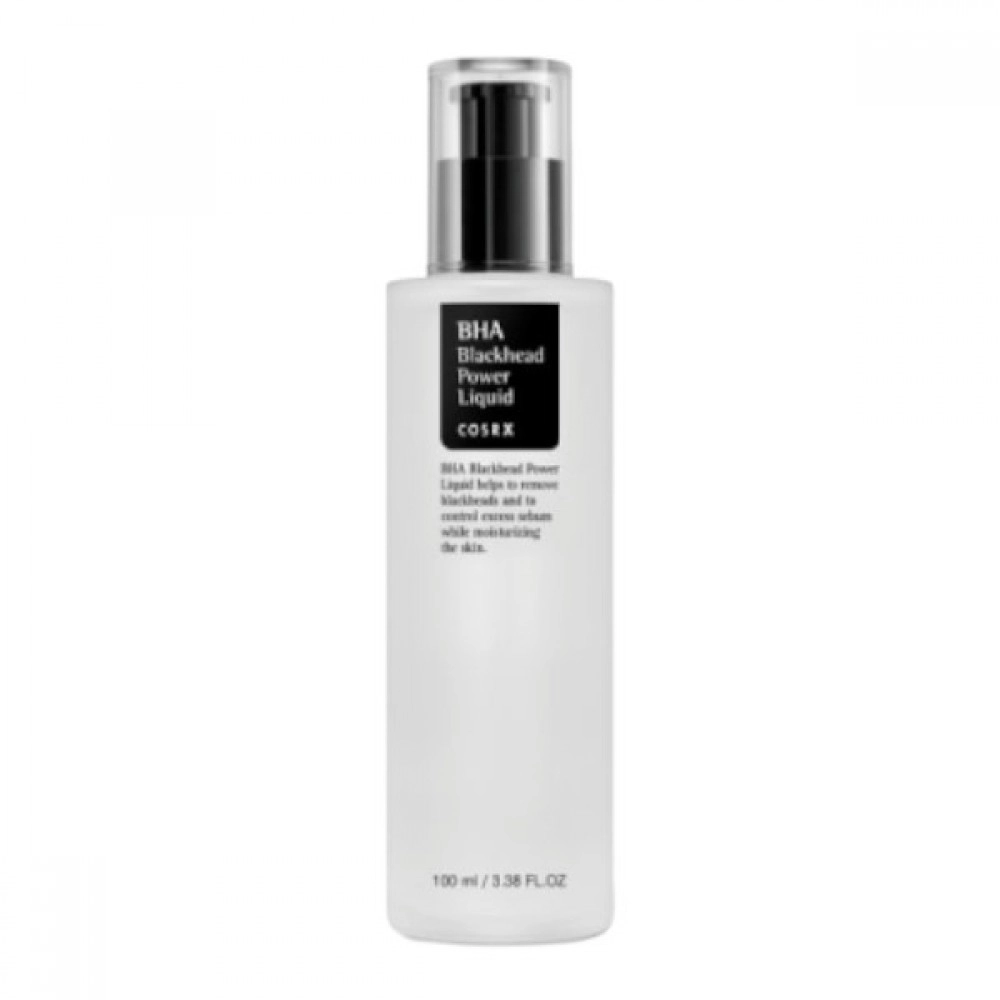 BHA
Blackhead
Power
Liquid
COSRX
BHA Blackhead Power
Liquid helps to remove
blackheads and to
control excess sebum
while moisturizing
the skin.
100 ml / 3.38 FL.OZ